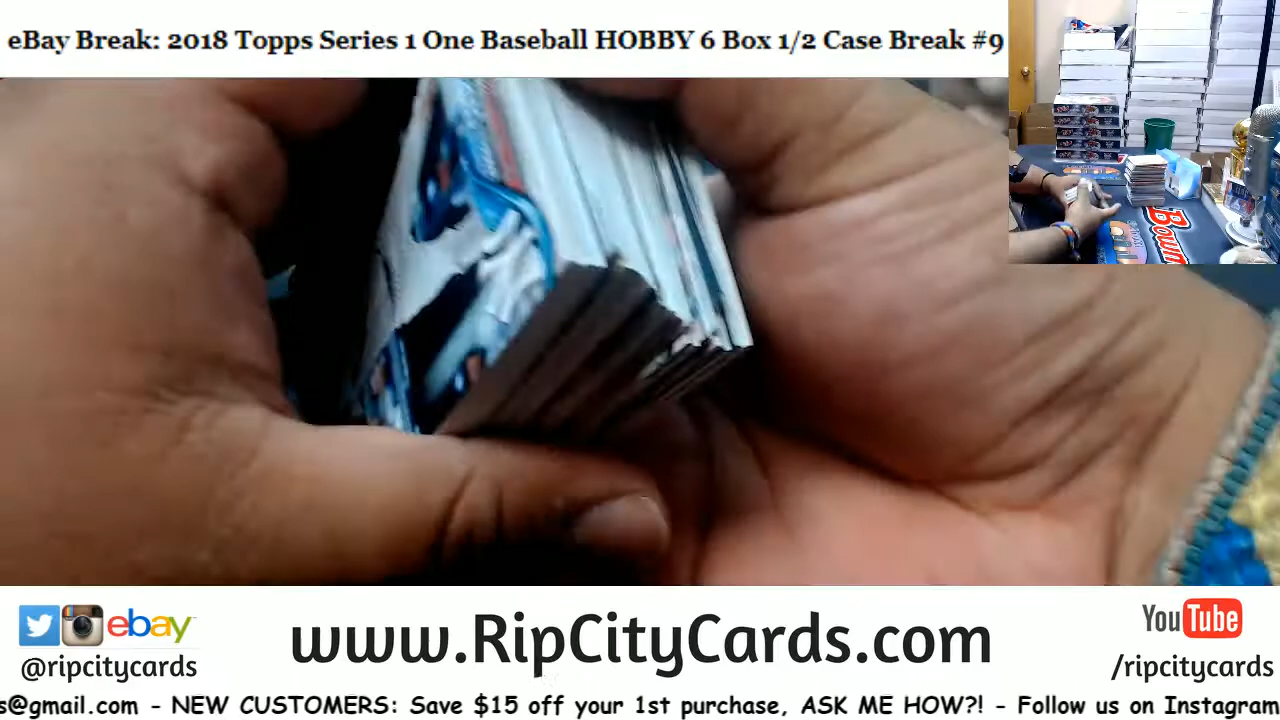 eBay Break: 2018 Topps Series 1 One Baseball HOBBY 6 Box 1/2 Case Break #9
ebay
@ripcitycards
www.RipCityCards.com
YouTube
/ripcitycards
s@gmail.com - NEW CUSTOMERS: Save $15 off your 1st purchase, ASK ME HOW?! - Follow us on Instagram